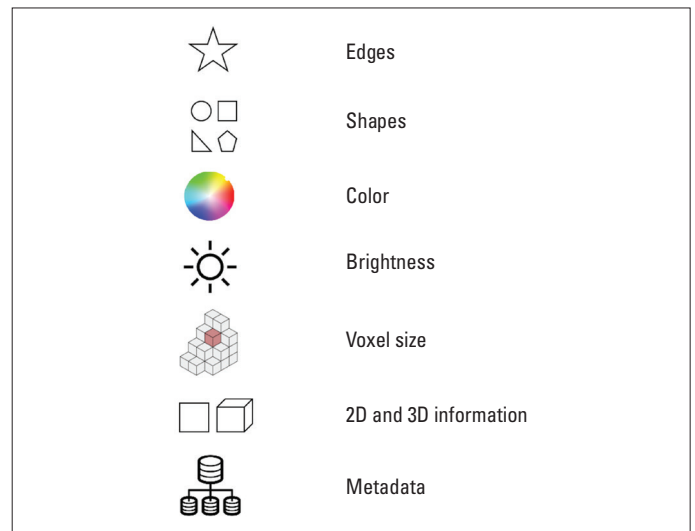 Edges
Shapes
Color
Brightness
Voxel size
2D and 3D information
Metadata